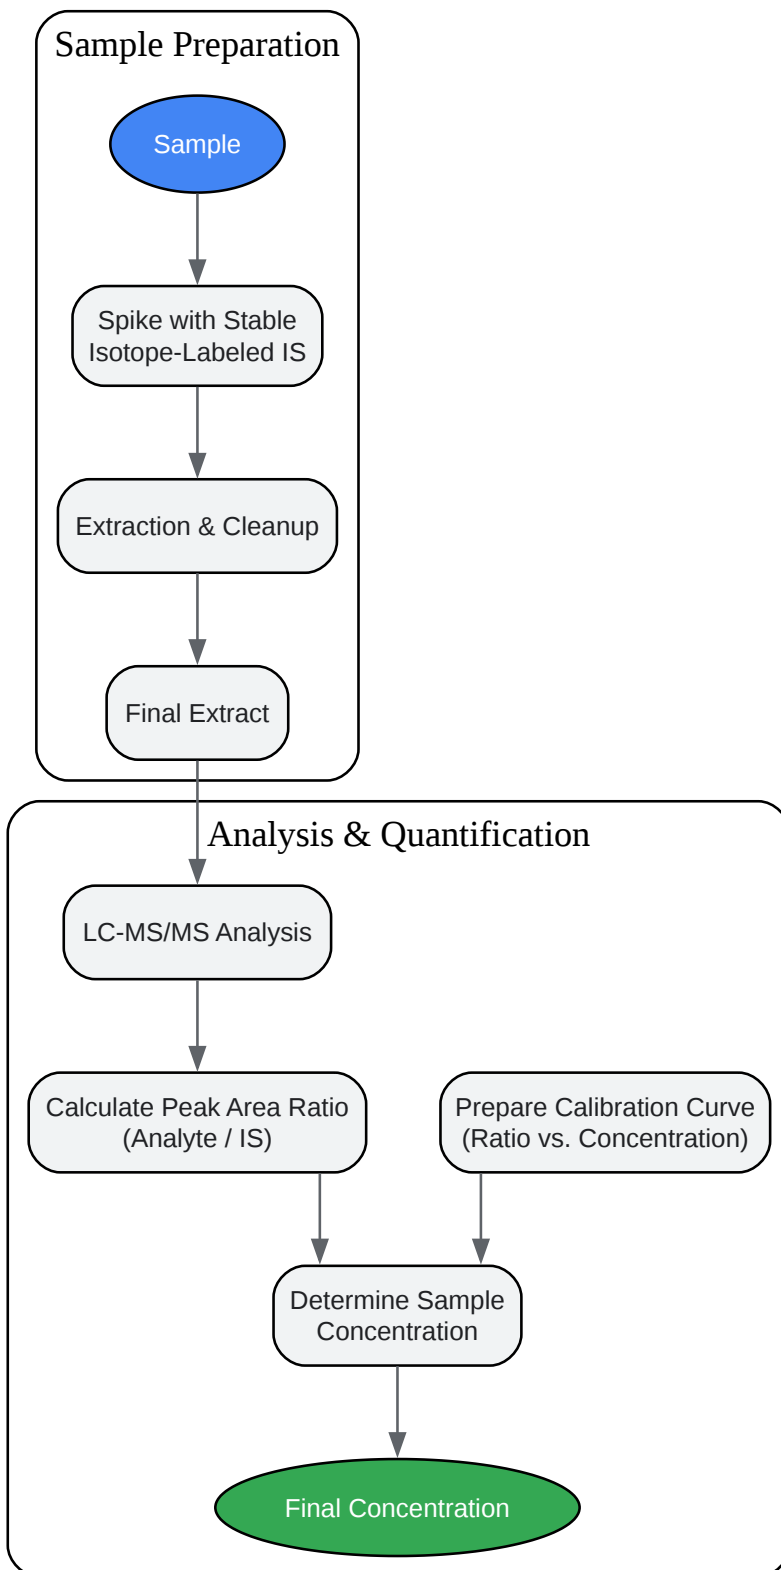 Sample Preparation
Sample
Spike with Stable
Isotope-Labeled IS
Extraction & Cleanup
Final Extract
Analysis & Quantification
LC-MS/MS Analysis
Calculate Peak Area Ratio
(Analyte / IS)
Prepare Calibration Curve
(Ratio vs. Concentration)
Determine Sample
Concentration
Final Concentration